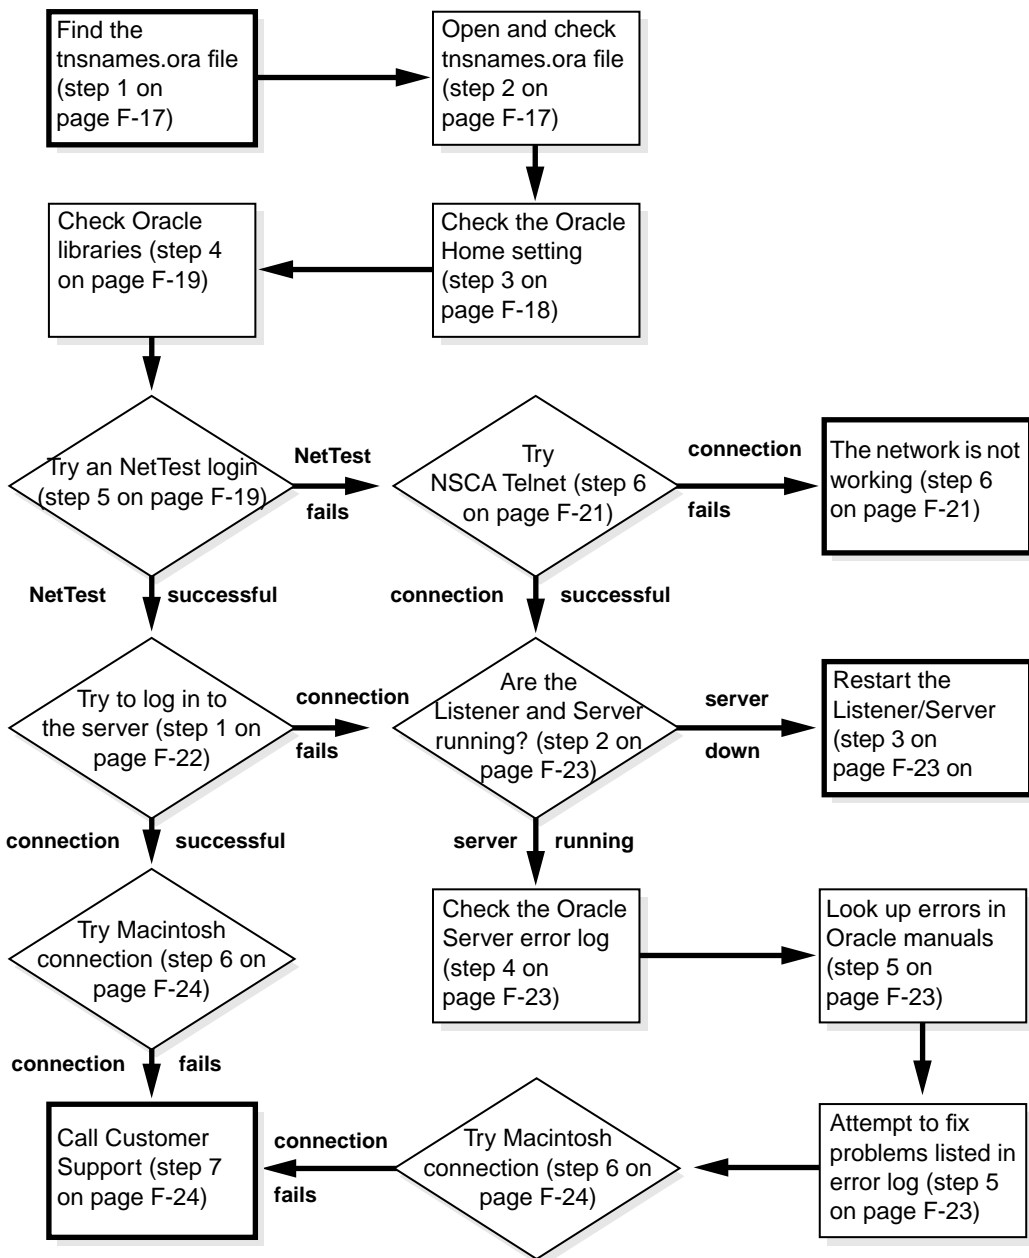 Find the
tnsnames.ora file
(step 1 on
page F-17)
Open and check
tnsnames.ora file
(step 2 on
page F-17)
Check Oracle
libraries (step 4
on page F-19)
Check the Oracle
Home setting
(step 3 on
page F-18)
Try an NetTest login
(step 5 on page F-19)
NetTest
fails
Try
NSCA Telnet (step 6
on page F-21)
connection
fails
The network is not
working (step 6
on page F-21)
NetTest successful
connection successful
Try to log in to
the server (step 1 on
page F-22)
connection
fails
Are the
Listener and Server
running? (step 2 on
page F-23)
server
down
Restart the
Listener/Server
(step 3 on
page F-23 on
connection successful
server running
Try Macintosh
connection (step 6 on
page F-24)
Check the Oracle
Server error log
(step 4 on
page F-23)
Look up errors in
Oracle manuals
(step 5 on
page F-23)
connection fails
Call Customer
Support (step 7
on page F-24)
connection
fails
Try Macintosh
connection (step 6 on
page F-24)
Attempt to fix
problems listed in
error log (step 5
on page F-23)